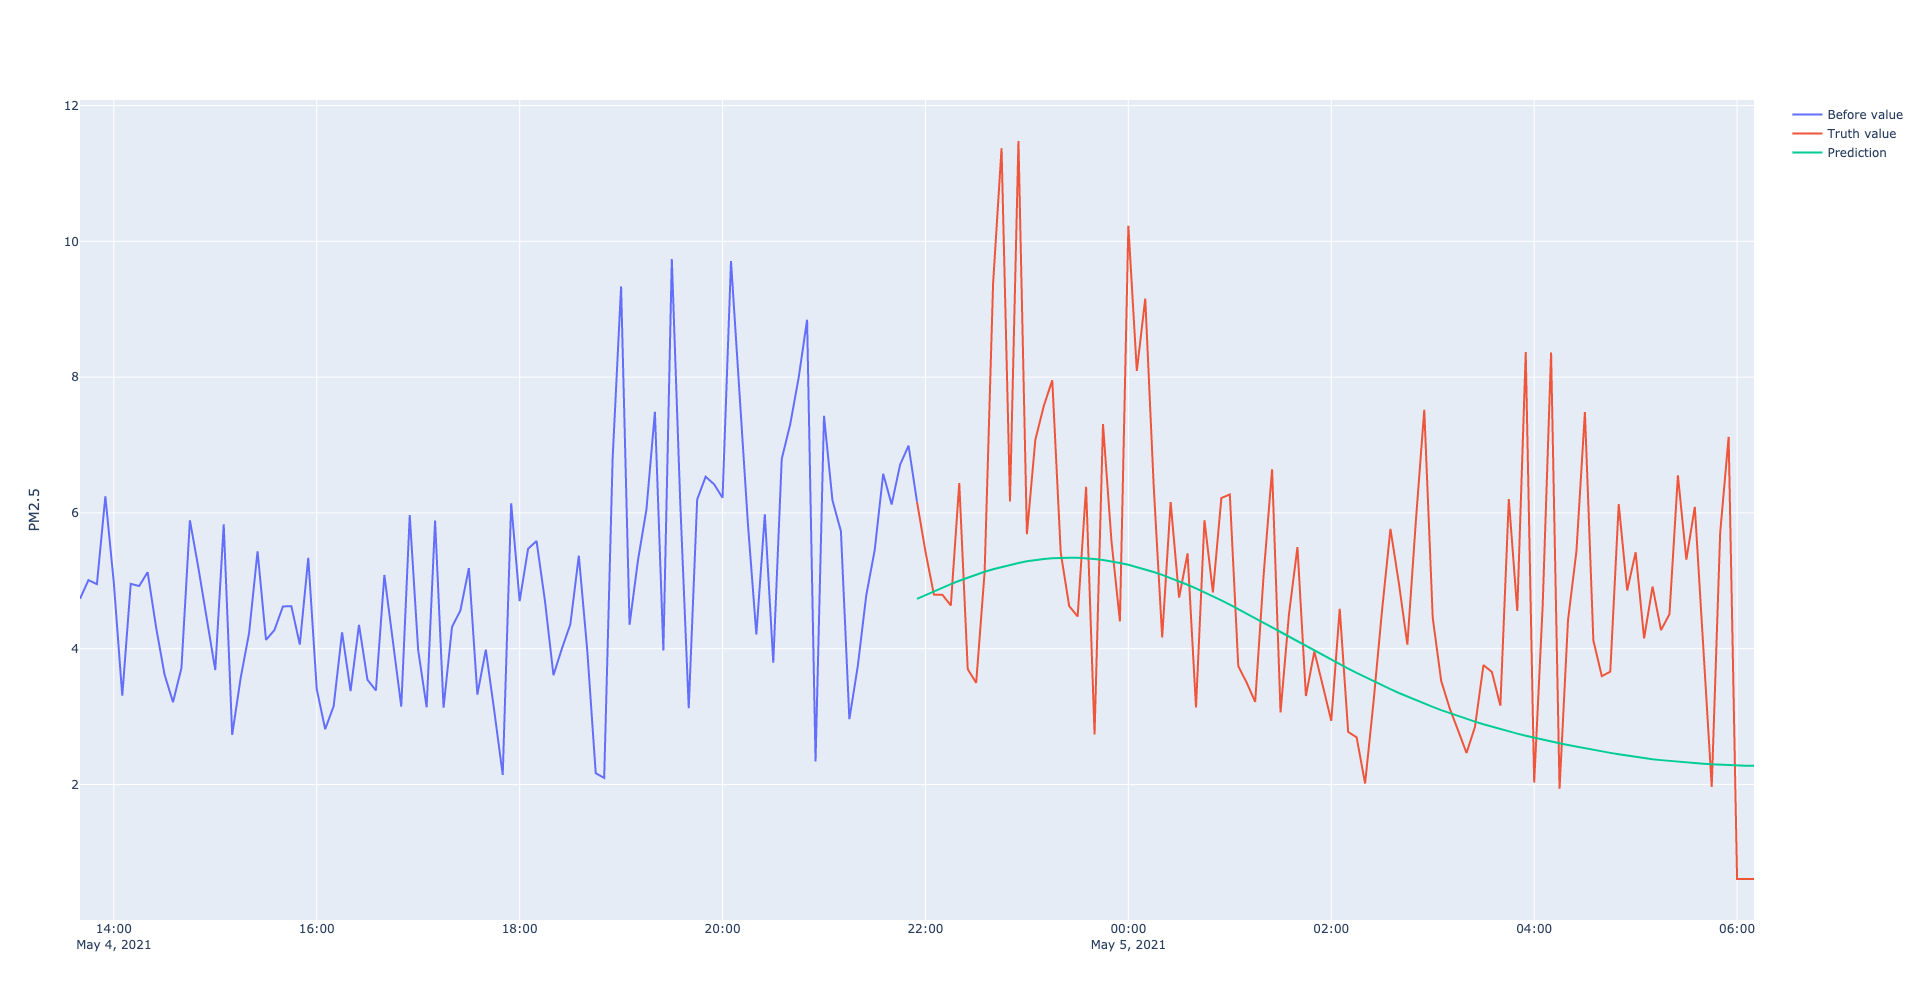 12
10
8
6
4
2
PM2.5
14:00
May 4, 2021
16:00
18:00
20:00
22:00
00:00
May 5, 2021
02:00
04:00
06:00
Before value
Truth value
Prediction